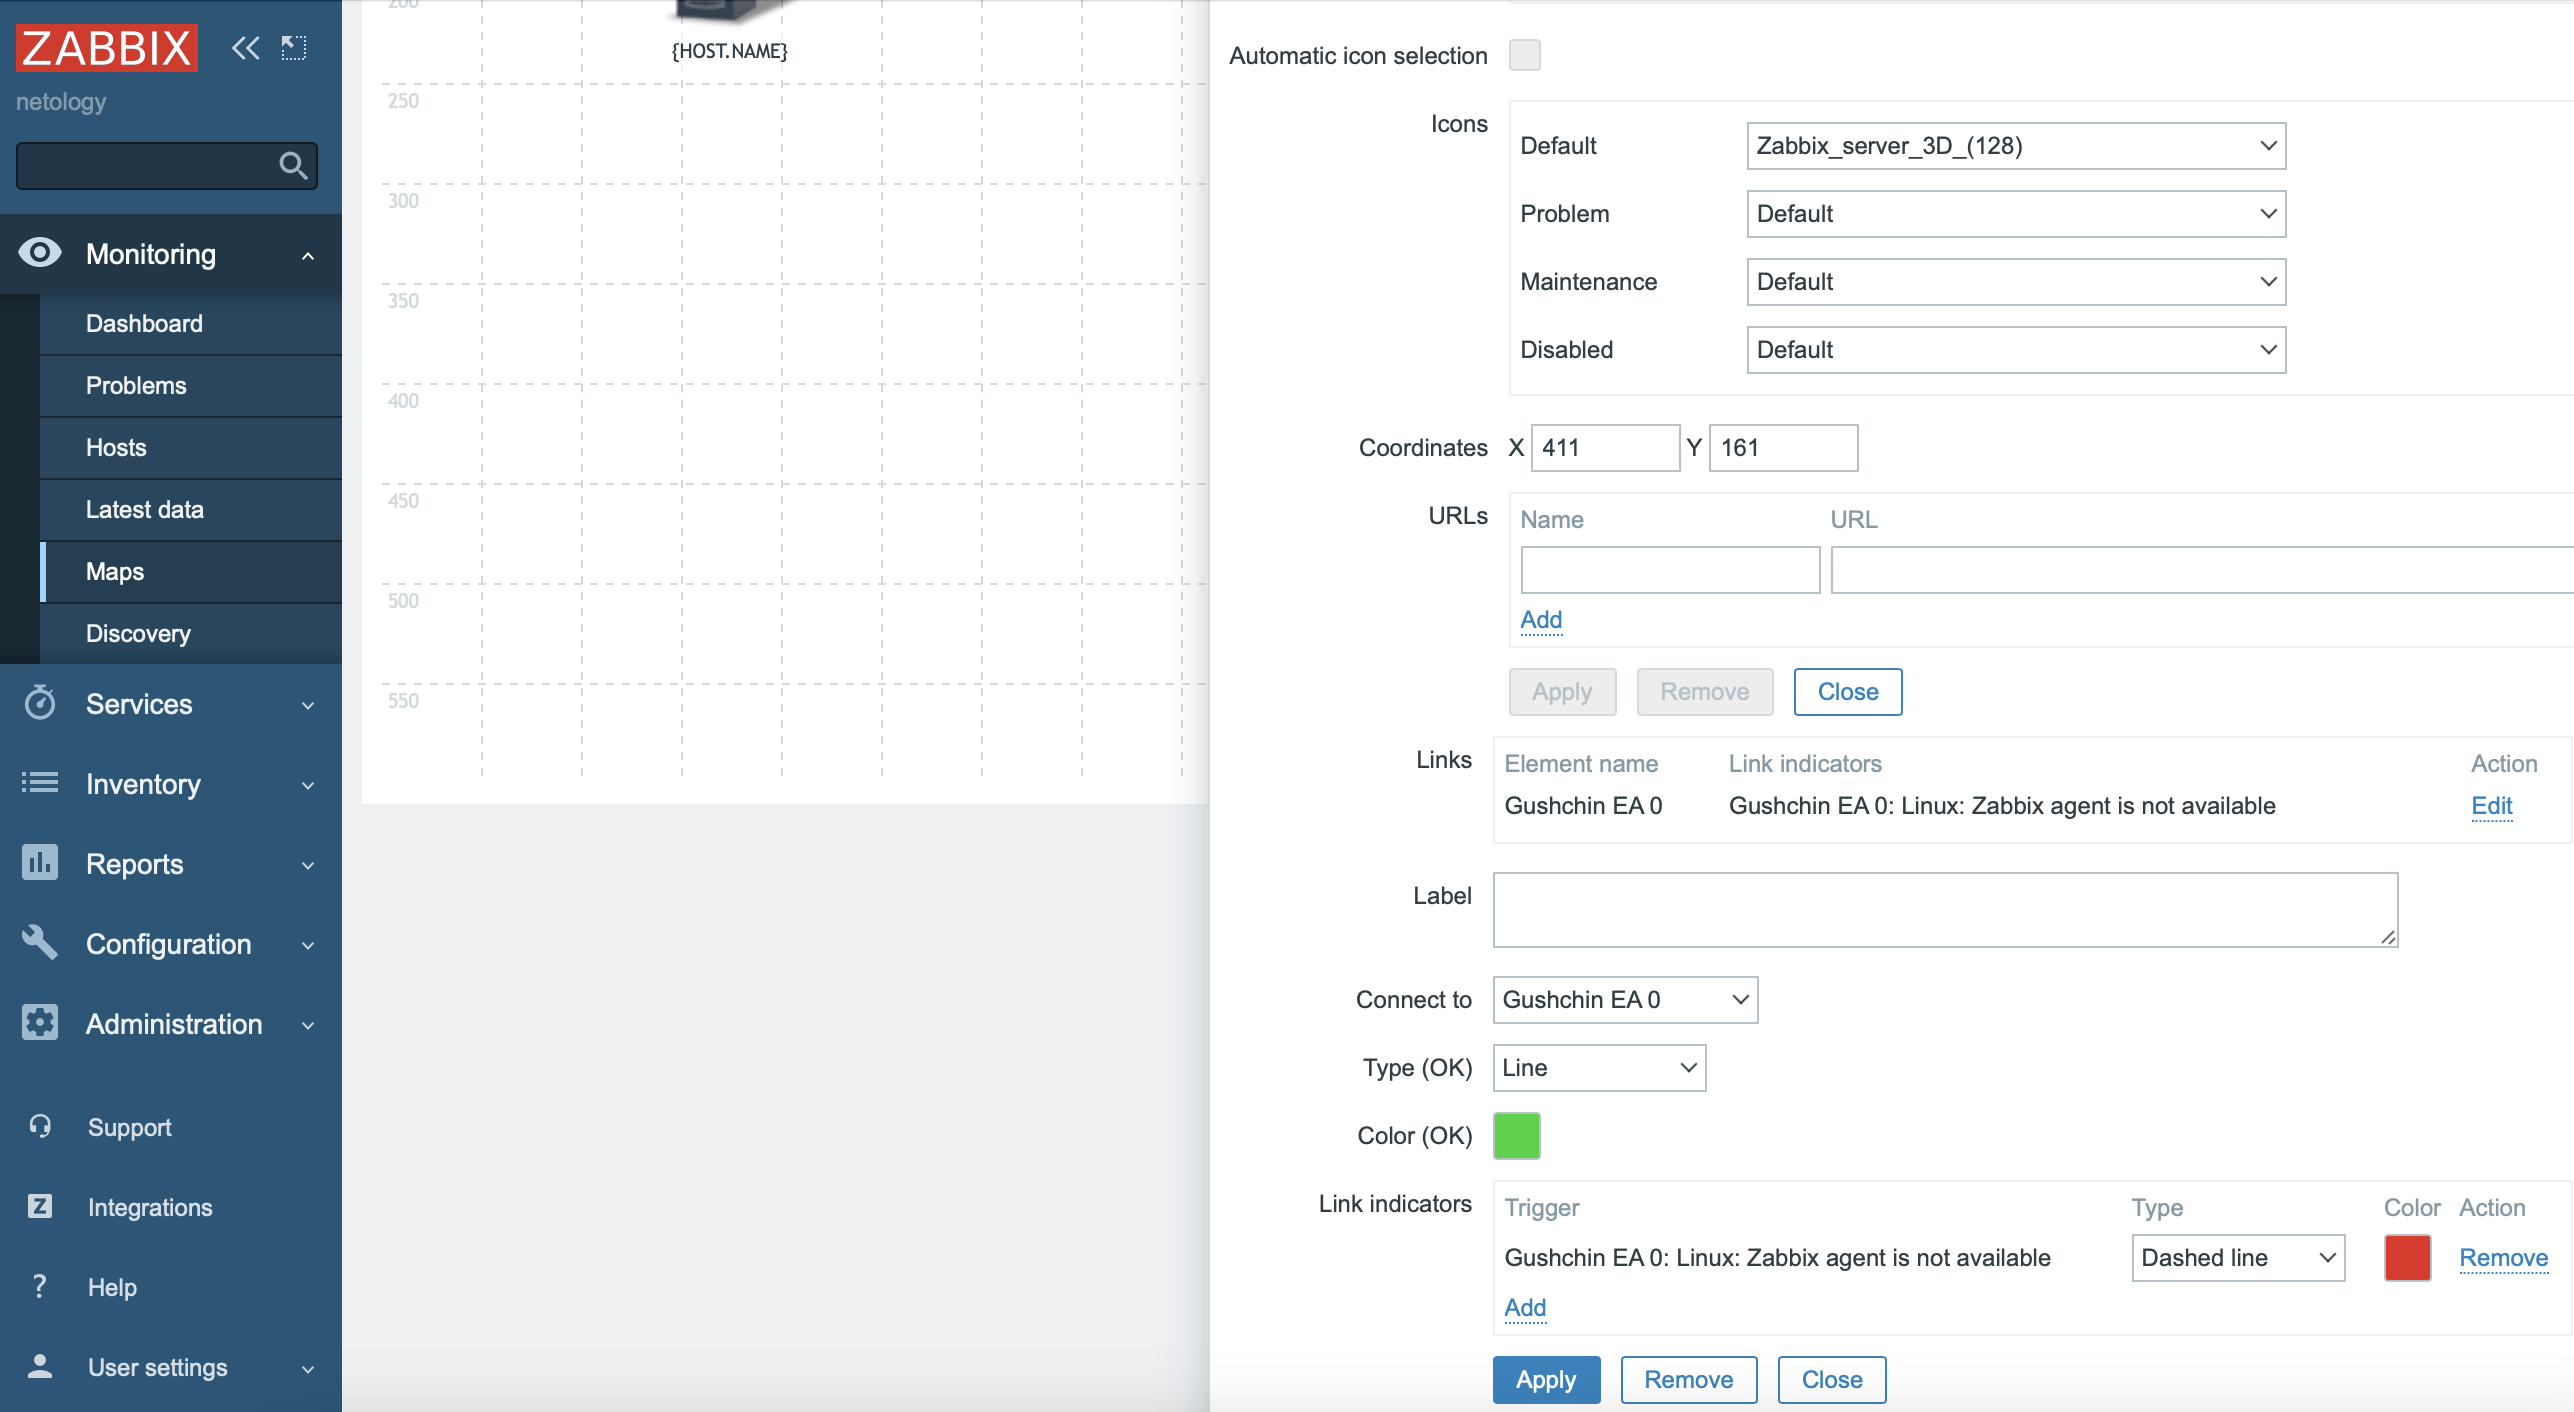 ZABBIX
netology
Monitoring
Dashboard
Problems
Hosts
Latest data
Maps
Discovery
Services
Inventory
Reports
Configuration
Administration
Support
Z
Integrations
?
Help
User settings
200
{HOST.NAME}
250
300
350
400
450
500
550
Automatic icon selection
Icons
Default Zabbix_server_3D_(128)
Problem Default
Maintenance Default
Disabled Default
Coordinates X 411 Y 161
URLs Name URL
Add
Apply Remove Close
Links Element name Link indicators Action
Gushchin EA 0 Gushchin EA 0: Linux: Zabbix agent is not available Edit
Label
Connect to Gushchin EA 0
Type (OK) Line
Color (OK)
Link indicators Trigger Type Color Action
Gushchin EA 0: Linux: Zabbix agent is not available Dashed line Remove
Add
Apply Remove Close